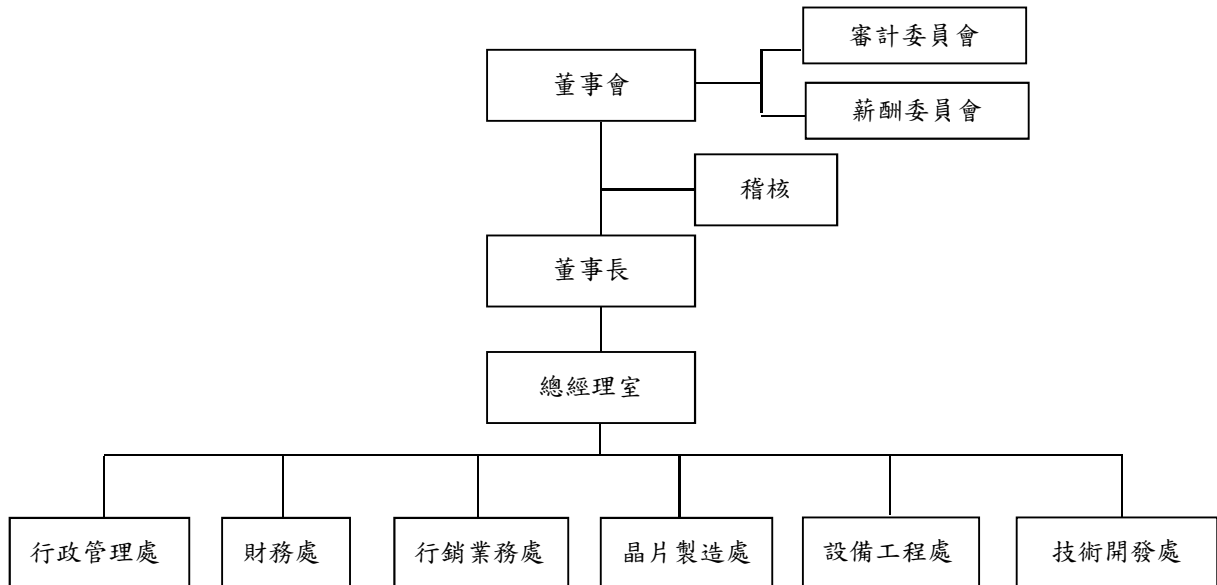 審計委員會
董事會
薪酬委員會
稽核
董事長
總經理室
行政管理處
財務處
行銷業務處
晶片製造處
設備工程處
技術開發處